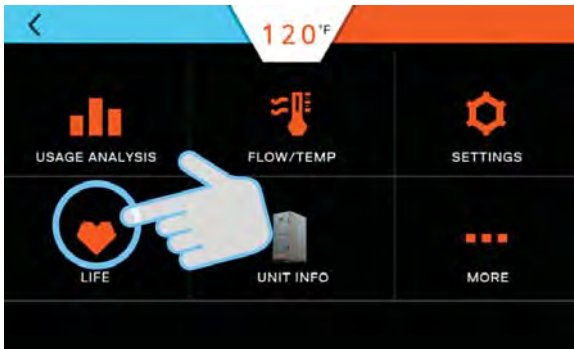 120°F
USAGE ANALYSIS
FLOW/TEMP
SETTINGS
LIFE
UNIT INFO
MORE